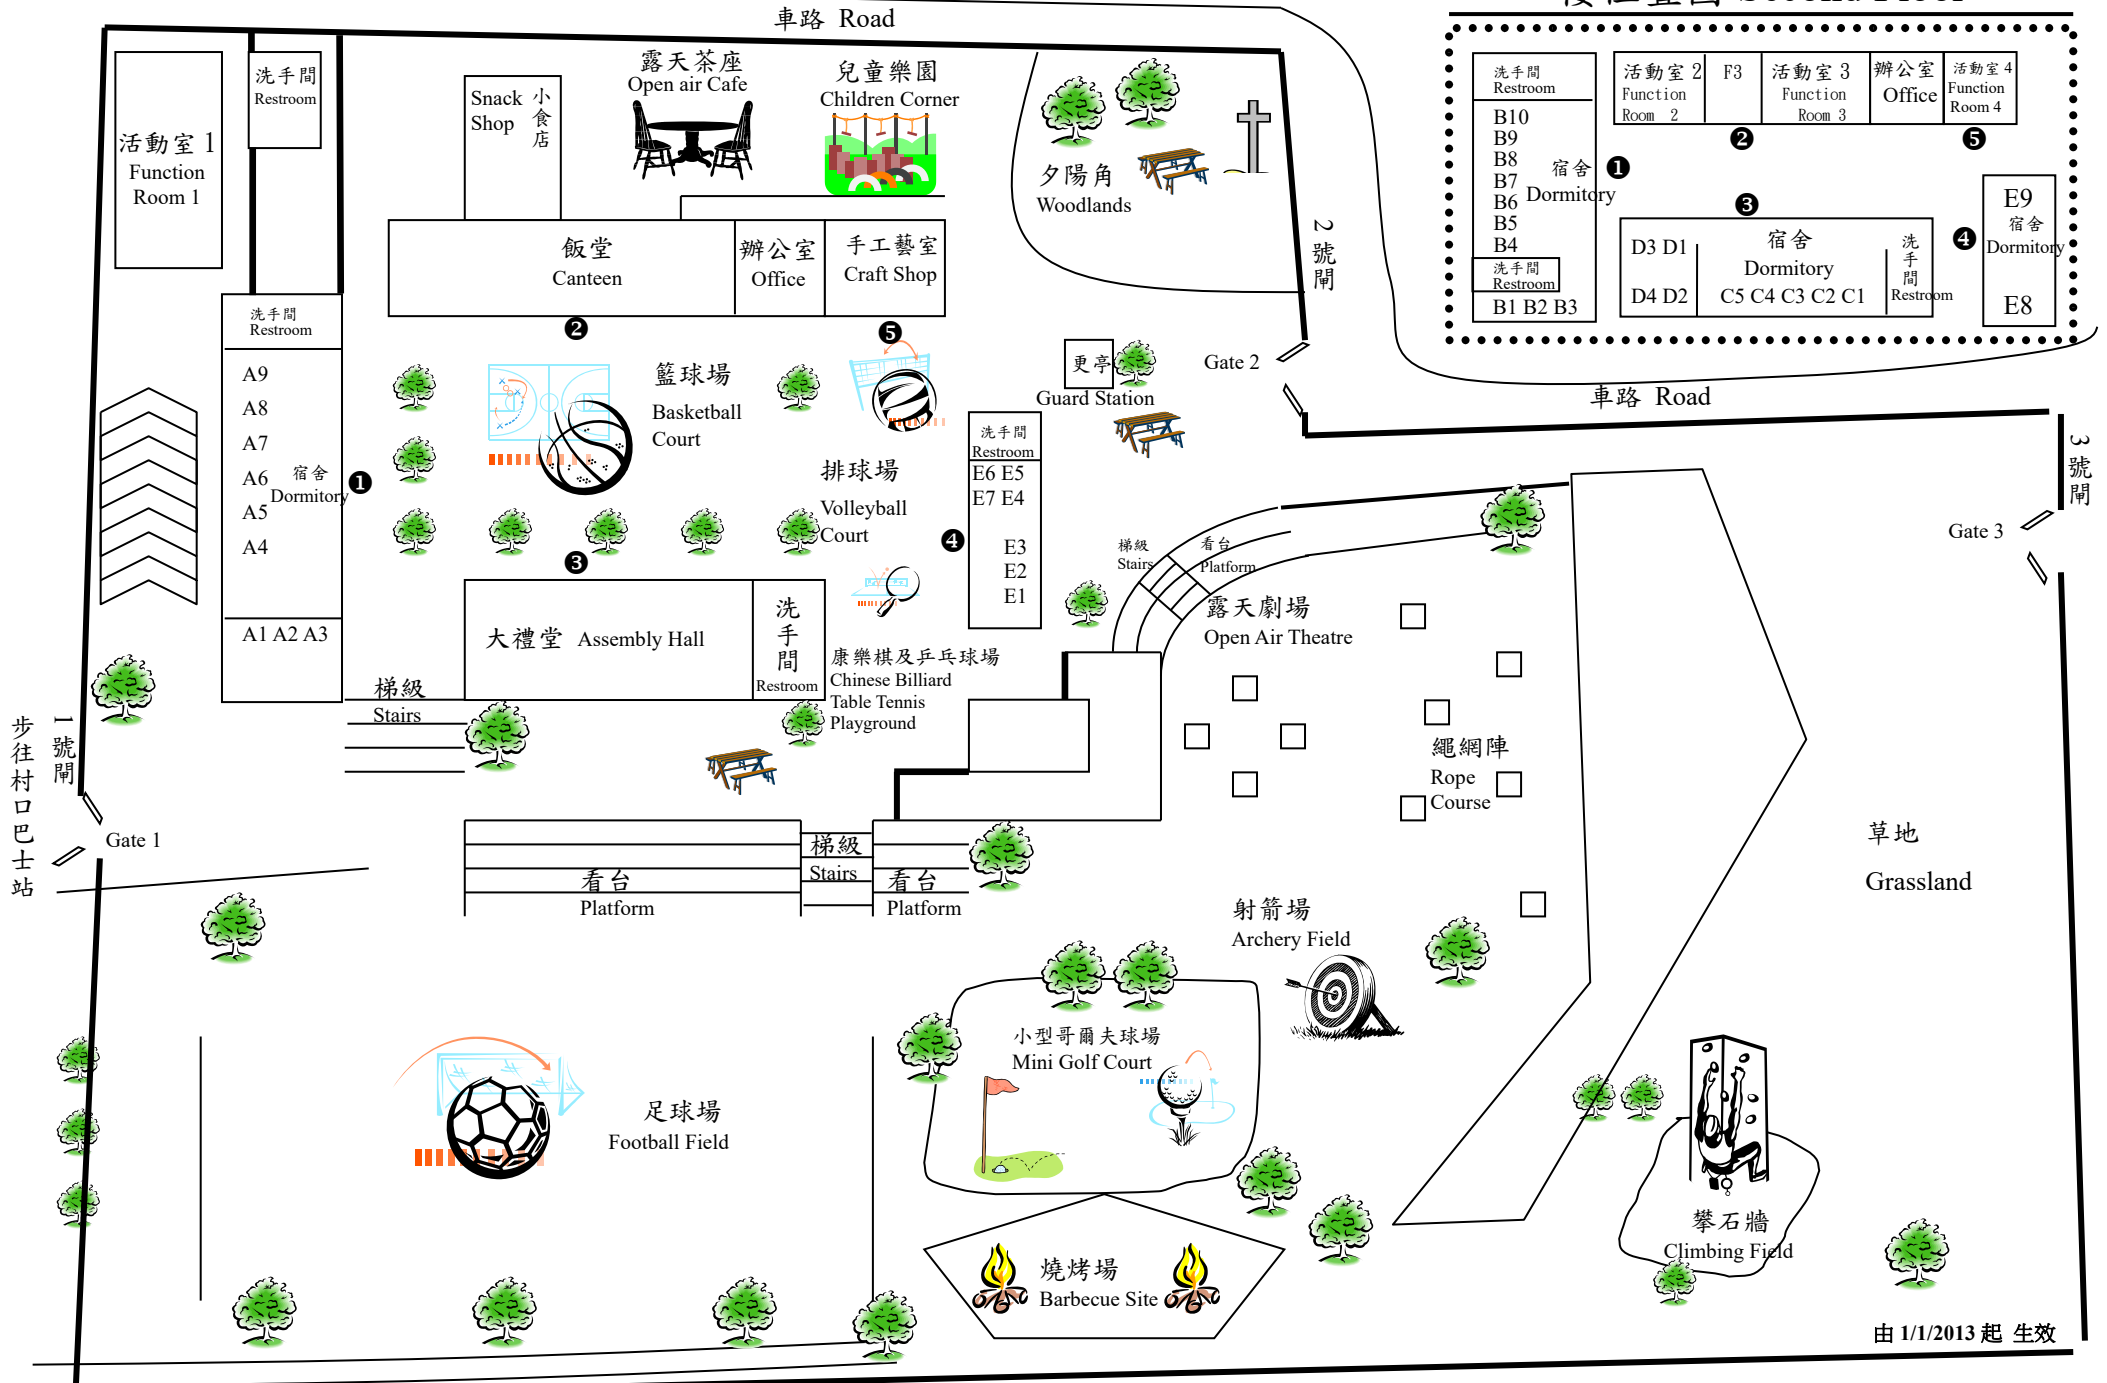 車路 Road
Second Floor
洗手間
Restroom
B10
B9
B8
B7
B6
B5
B4
宿舍
Dormitory
洗手間
Restroom
B1 B2 B3
❶
活動室 2
Function
Room 2
F3
活動室 3
Function
Room 3
辦公室
Office
活動室 4
Function
Room 4
❷
❺
❸
D3 D1
D4 D2
宿舍
Dormitory
C5 C4 C3 C2 C1
洗手間
Restroom
❹
E9
宿舍
Dormitory
E8
活動室 1
Function
Room 1
洗手間
Restroom
Snack
Shop
小食店
露天茶座
Open air Cafe
兒童樂園
Children Corner
夕陽角
Woodlands
2號閘
飯堂
Canteen
辦公室
Office
手工藝室
Craft Shop
❷
❺
洗手間
Restroom
A9
A8
A7
A6
A5
A4
宿舍
Dormitory
❶
A1 A2 A3
籃球場
Basketball
Court
排球場
Volleyball
Court
更亭
Guard Station
Gate 2
車路 Road
3號閘
Gate 3
洗手間
Restroom
E6 E5
E7 E4
E3
E2
E1
❹
❸
大禮堂 Assembly Hall
洗手間
Restroom
康樂棋及乒乓球場
Chinese Billiard
Table Tennis
Playground
梯級
Stairs
看台
Platform
露天劇場
Open Air Theatre
梯級
Stairs
1號閘
步往村口巴士站
Gate 1
繩網陣
Rope
Course
草地
Grassland
看台
Platform
梯級
Stairs
看台
Platform
射箭場
Archery Field
小型哥爾夫球場
Mini Golf Court
足球場
Football Field
攀石牆
Climbing Field
燒烤場
Barbecue Site
由 1/1/2013 起 生效